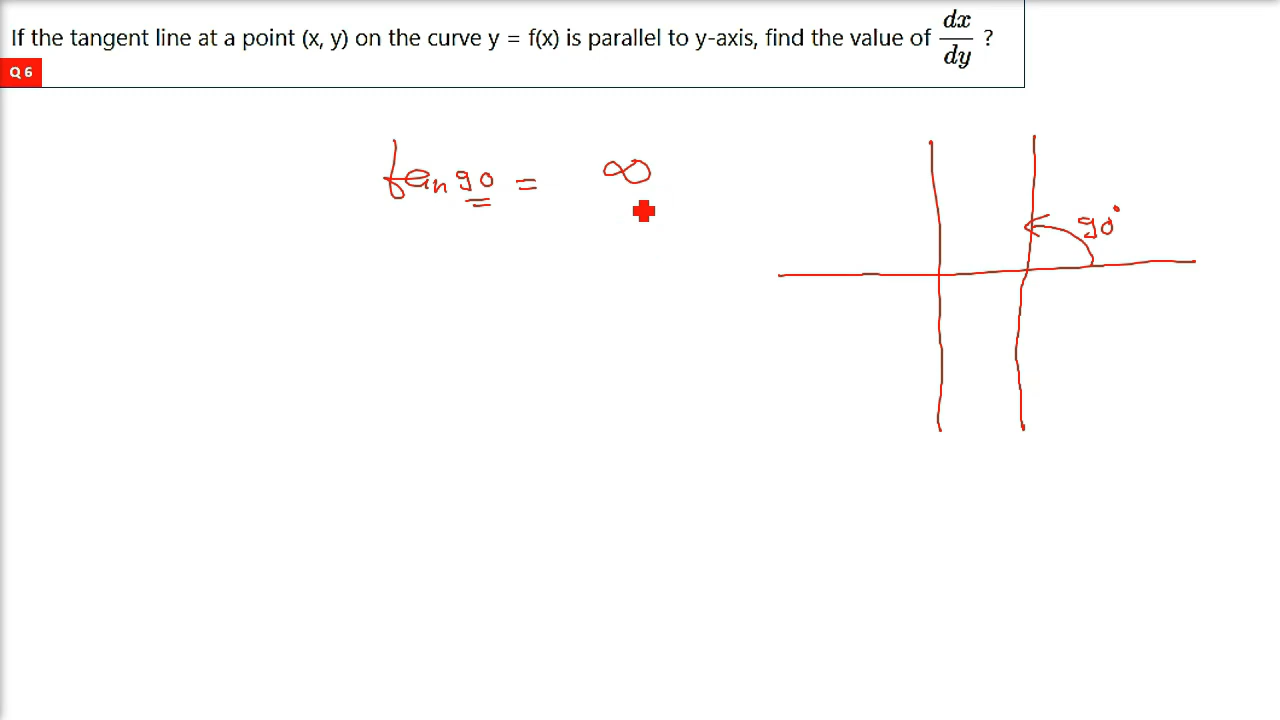 If the tangent line at a point (x, y) on the curve y = f(x) is parallel to y-axis, find the value of dx/dy ?
Q 6
tan 90 = ∞
90°